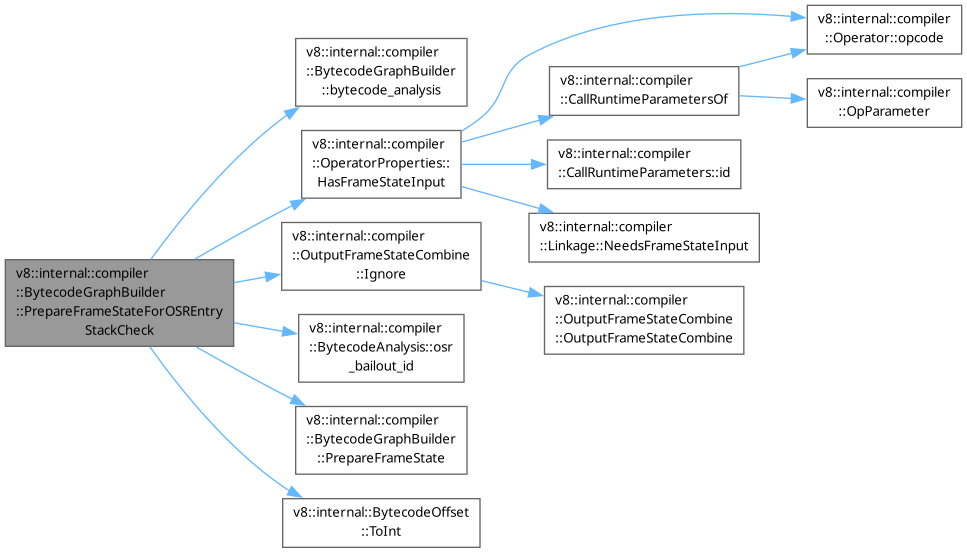 v8::internal::compiler
::BytecodeGraphBuilder
::PrepareFrameStateForOSREntry
StackCheck
v8::internal::compiler
::BytecodeGraphBuilder
::bytecode_analysis
v8::internal::compiler
::OperatorProperties::
HasFrameStateInput
v8::internal::compiler
::OutputFrameStateCombine
::Ignore
v8::internal::compiler
::BytecodeAnalysis::osr
_bailout_id
v8::internal::compiler
::BytecodeGraphBuilder
::PrepareFrameState
v8::internal::BytecodeOffset
::ToInt
v8::internal::compiler
::CallRuntimeParametersOf
v8::internal::compiler
::CallRuntimeParameters::id
v8::internal::compiler
::Linkage::NeedsFrameStateInput
v8::internal::compiler
::OutputFrameStateCombine
::OutputFrameStateCombine
v8::internal::compiler
::Operator::opcode
v8::internal::compiler
::OpParameter